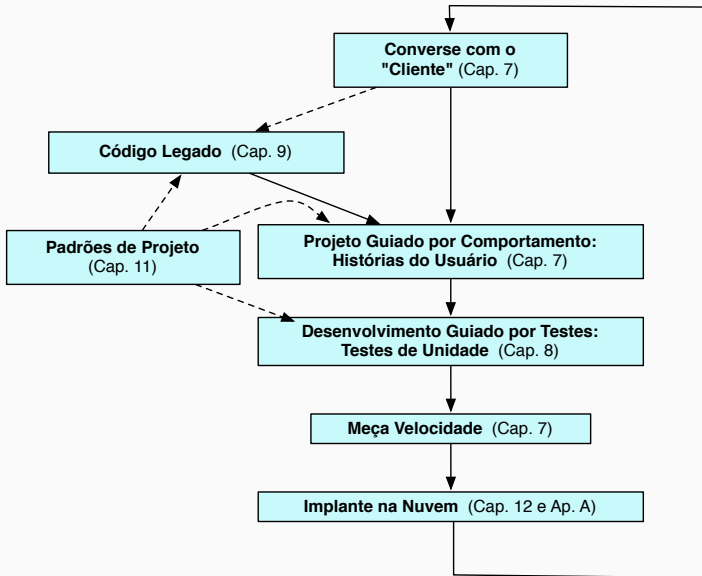 Converse com o
"Cliente" (Cap. 7)
Código Legado (Cap. 9)
Padrões de Projeto
(Cap. 11)
Projeto Guiado por Comportamento:
Histórias do Usuário (Cap. 7)
Desenvolvimento Guiado por Testes:
Testes de Unidade (Cap. 8)
Meça Velocidade (Cap. 7)
Implante na Nuvem (Cap. 12 e Ap. A)